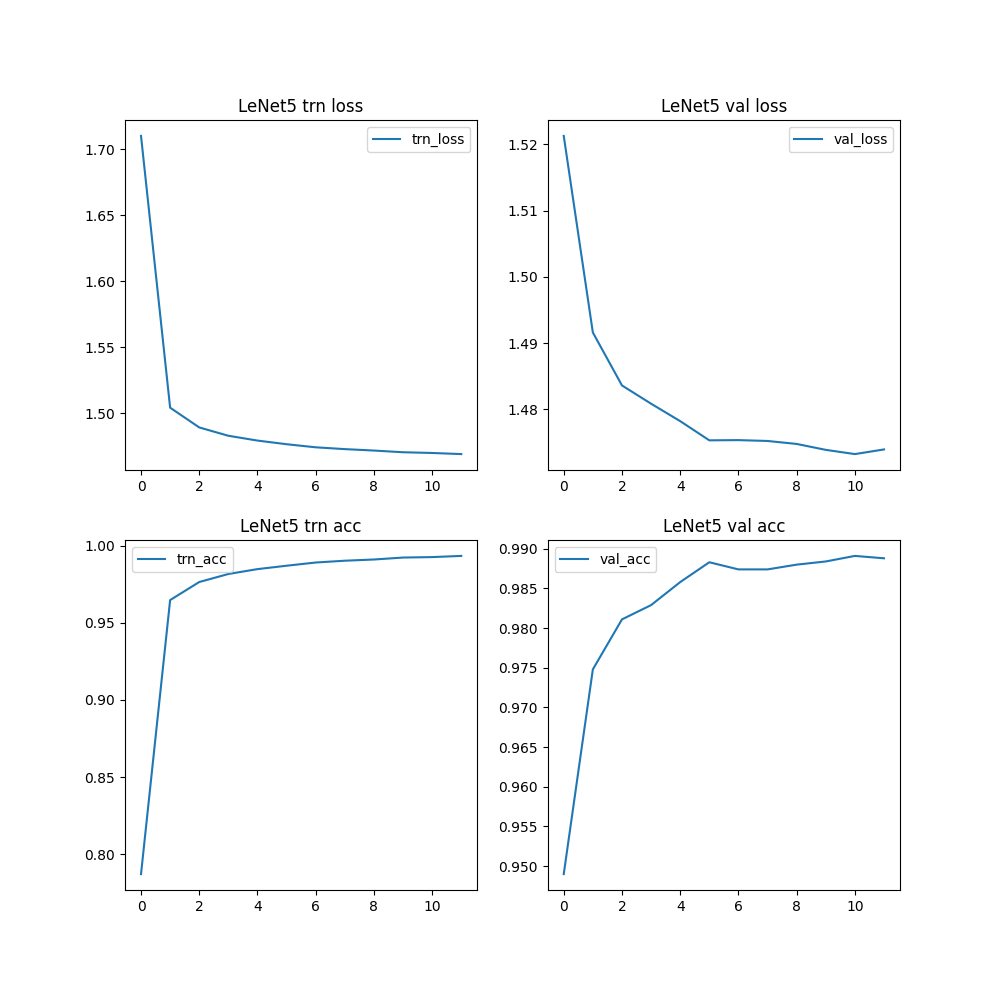 LeNet5 trn loss
trn_loss
1.70
1.65
1.60
1.55
1.50
0 2 4 6 8 10
LeNet5 val loss
val_loss
1.52
1.51
1.50
1.49
1.48
0 2 4 6 8 10
LeNet5 trn acc
trn_acc
1.00
0.95
0.90
0.85
0.80
0 2 4 6 8 10
LeNet5 val acc
val_acc
0.990
0.985
0.980
0.975
0.970
0.965
0.960
0.955
0.950
0 2 4 6 8 10